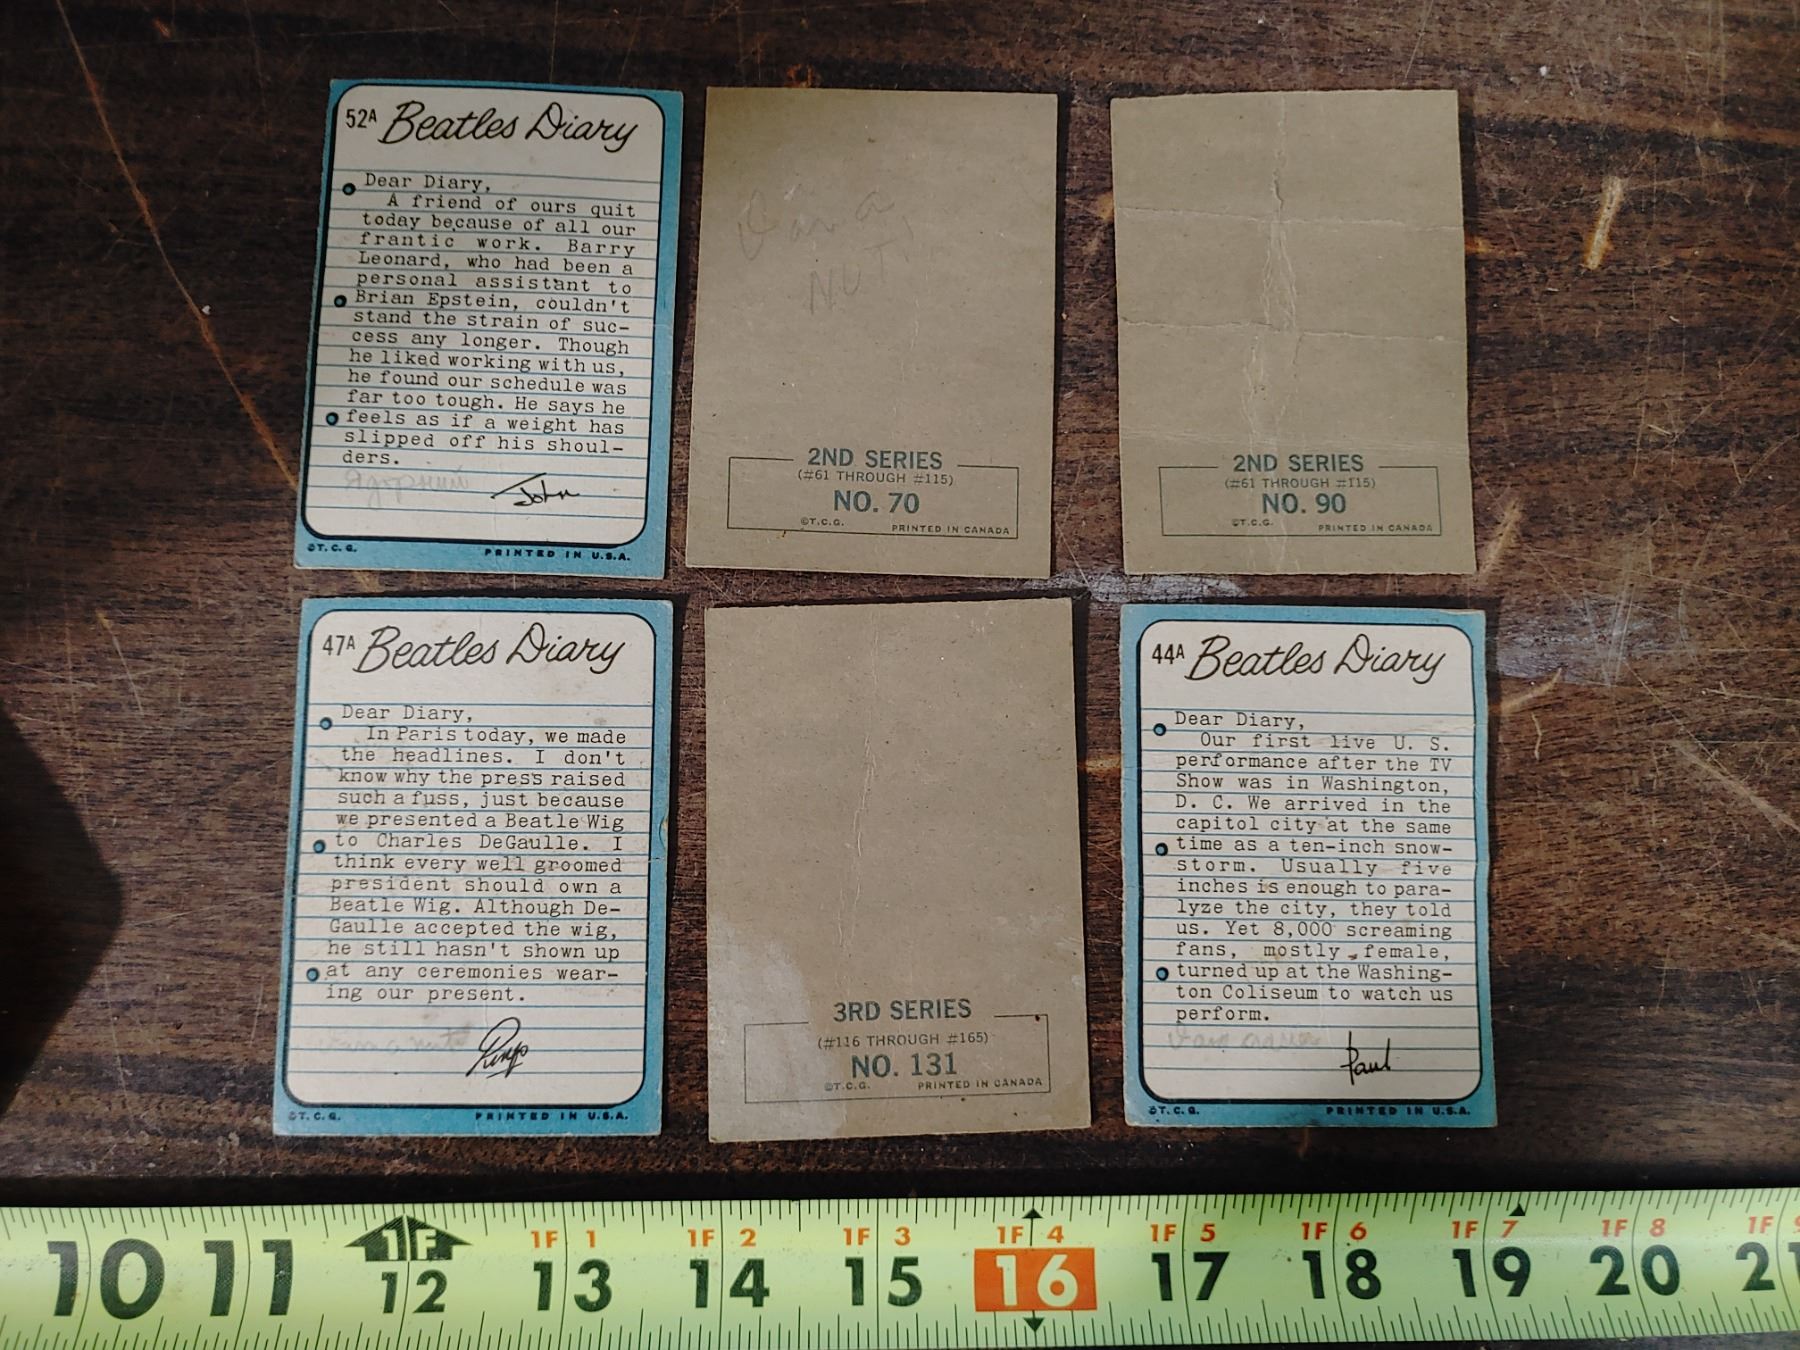 52A Beatles Diary
Dear Diary,
A friend of ours quit
today because of all our
frantic work. Barry
Leonard, who had been a
personal assistant to
Brian Epstein, couldn't
stand the strain of suc-
cess any longer. Though
he liked working with us,
he found our schedule was
far too tough. He says he
feels as if a weight has
slipped off his shoul-
ders.
John
©T.C.G. PRINTED IN U.S.A.
NUT!
2ND SERIES
(#61 THROUGH #115)
NO. 70
©T.C.G. PRINTED IN CANADA
2ND SERIES
(#61 THROUGH #115)
NO. 90
©T.C.G. PRINTED IN CANADA
47A Beatles Diary
Dear Diary,
In Paris today, we made
the headlines. I don't
know why the press raised
such a fuss, just because
we presented a Beatle Wig
to Charles DeGaulle. I
think every well groomed
president should own a
Beatle Wig. Although De-
Gaulle accepted the wig,
he still hasn't shown up
at any ceremonies wear-
ing our present.
Ringo
©T.C.G. PRINTED IN U.S.A.
3RD SERIES
(#116 THROUGH #165)
NO. 131
©T.C.G. PRINTED IN CANADA
44A Beatles Diary
Dear Diary,
Our first live U. S.
performance after the TV
Show was in Washington,
D. C. We arrived in the
capitol city at the same
time as a ten-inch snow-
storm. Usually five
inches is enough to para-
lyze the city, they told
us. Yet 8,000 screaming
fans, mostly female,
turned up at the Washing-
ton Coliseum to watch us
perform.
Paul
©T.C.G. PRINTED IN U.S.A.
1F 1F 1 1F 2 1F 3 1F 4 1F 5 1F 6 1F 7 1F 8 1F 9
10 11 12 13 14 15 16 17 18 19 20 21